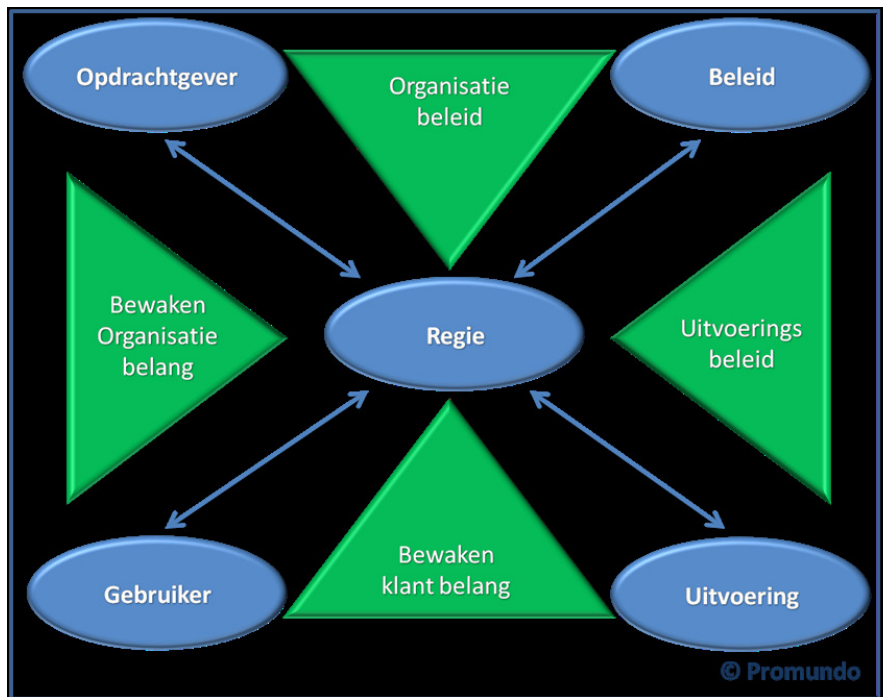 Opdrachtgever
Organisatie
beleid
Beleid
Bewaken
Organisatie
belang
Regie
Uitvoerings
beleid
Gebruiker
Bewaken
klant belang
Uitvoering
© Promundo